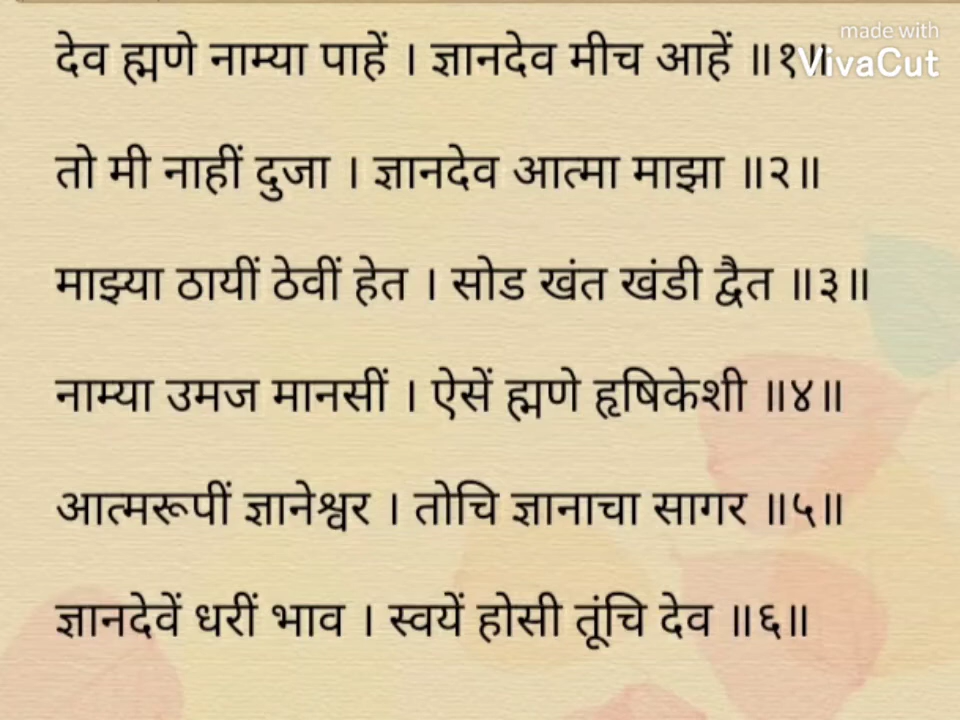 made with
VivaCut
देव ह्मणे नाम्या पाहें । ज्ञानदेव मीच आहें ॥१॥
तो मी नाहीं दुजा । ज्ञानदेव आत्मा माझा ॥२॥
माझ्या ठायीं ठेवीं हेत । सोड खंत खंडी द्वैत ॥३॥
नाम्या उमज मानसीं । ऐसें ह्मणे हृषिकेशी ॥४॥
आत्मरूपीं ज्ञानेश्वर । तोचि ज्ञानाचा सागर ॥५॥
ज्ञानदेवें धरीं भाव । स्वयें होसी तूंचि देव ॥६॥